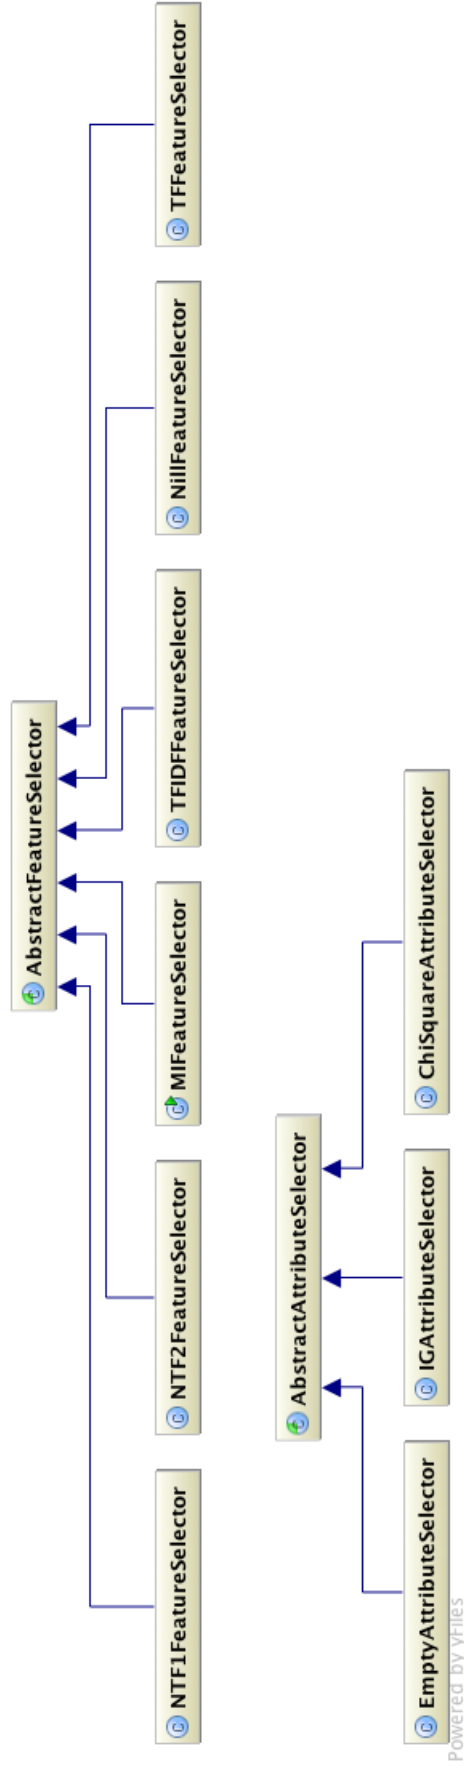 AbstractFeatureSelector
NTF1FeatureSelector
NTF2FeatureSelector
MIFeatureSelector
TFIDFFeatureSelector
NillFeatureSelector
TFFeatureSelector
AbstractAttributeSelector
EmptyAttributeSelector
IGAttributeSelector
ChiSquareAttributeSelector
Powered by yFiles